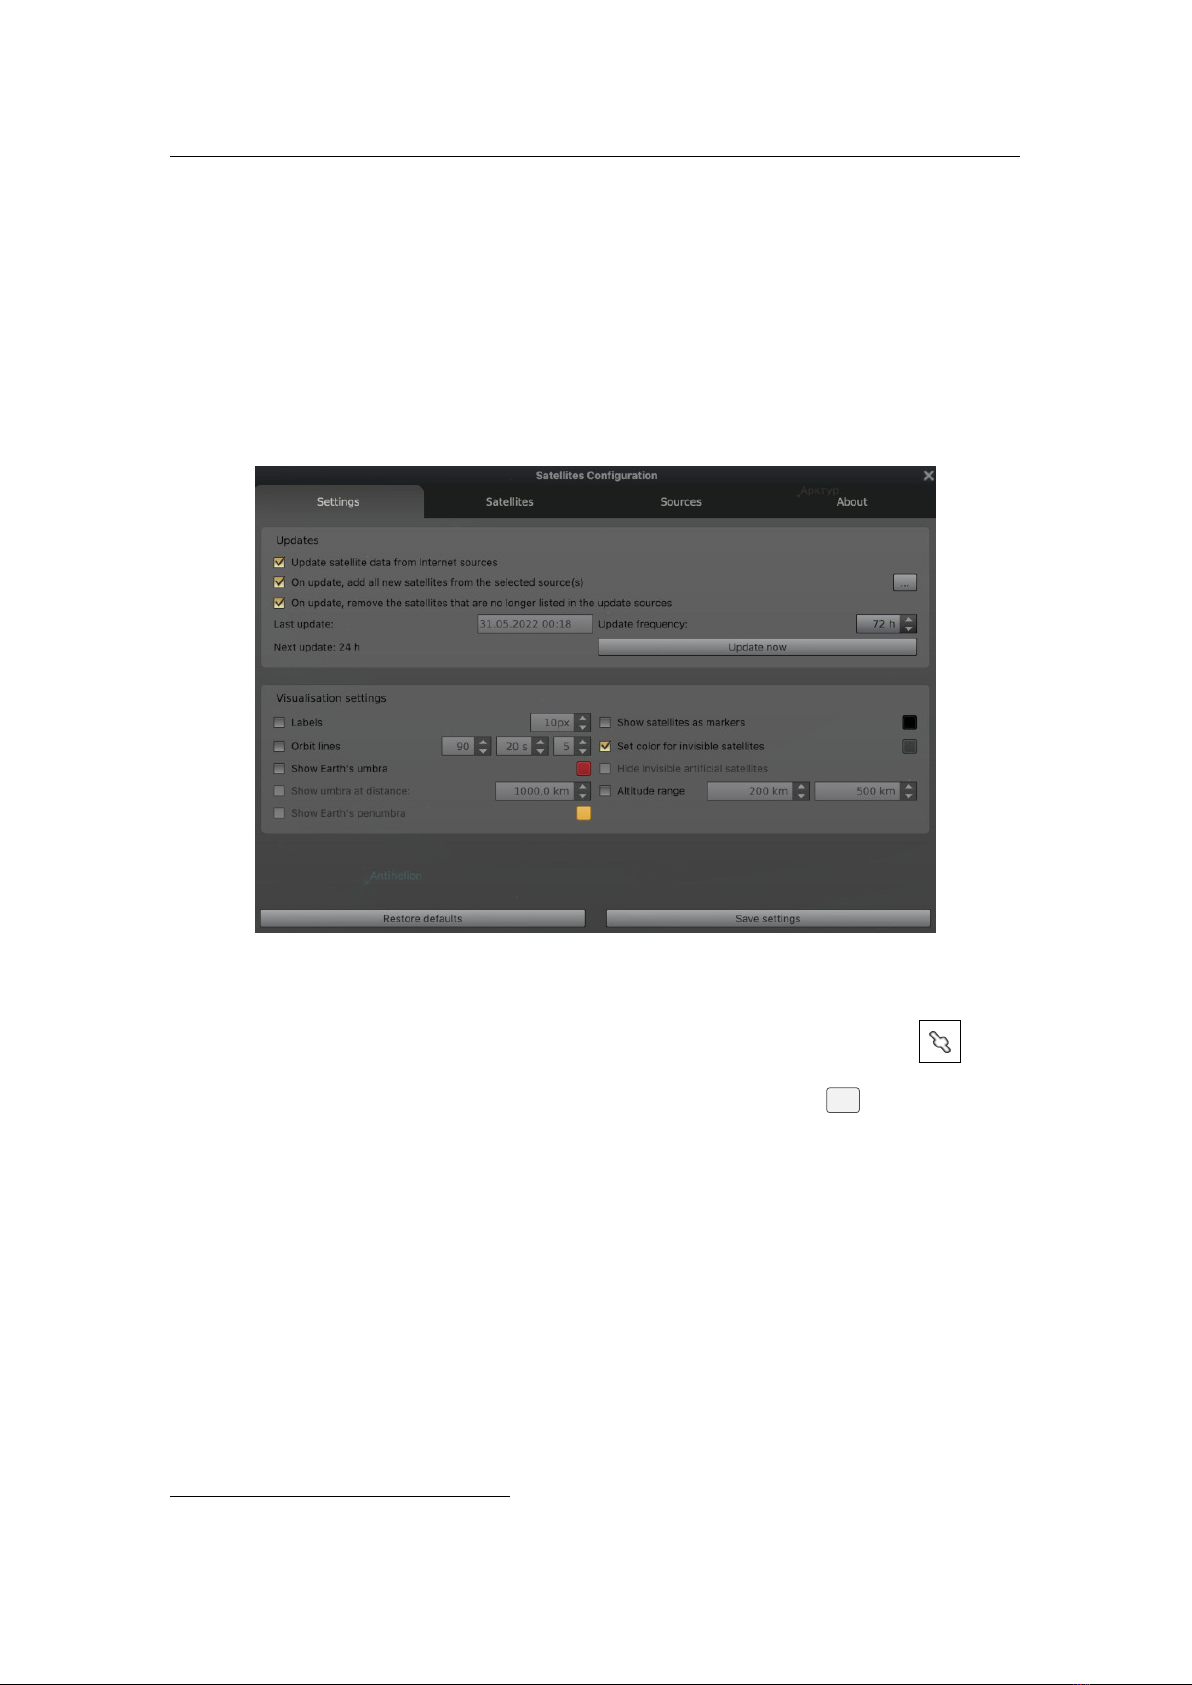 Satellites Configuration
Settings Satellites Sources About
Арктур
Updates
Update satellite data from Internet sources
On update, add all new satellites from the selected source(s)
...
On update, remove the satellites that are no longer listed in the update sources
Last update: 31.05.2022 00:18 Update frequency: 72 h
Next update: 24 h Update now
Visualisation settings
Labels 10px Show satellites as markers
Orbit lines 90 20 s 5 Set color for invisible satellites
Show Earth's umbra Hide invisible artificial satellites
Show umbra at distance: 1000,0 km Altitude range 200 km 500 km
Show Earth's penumbra
Antihelion
Restore defaults Save settings